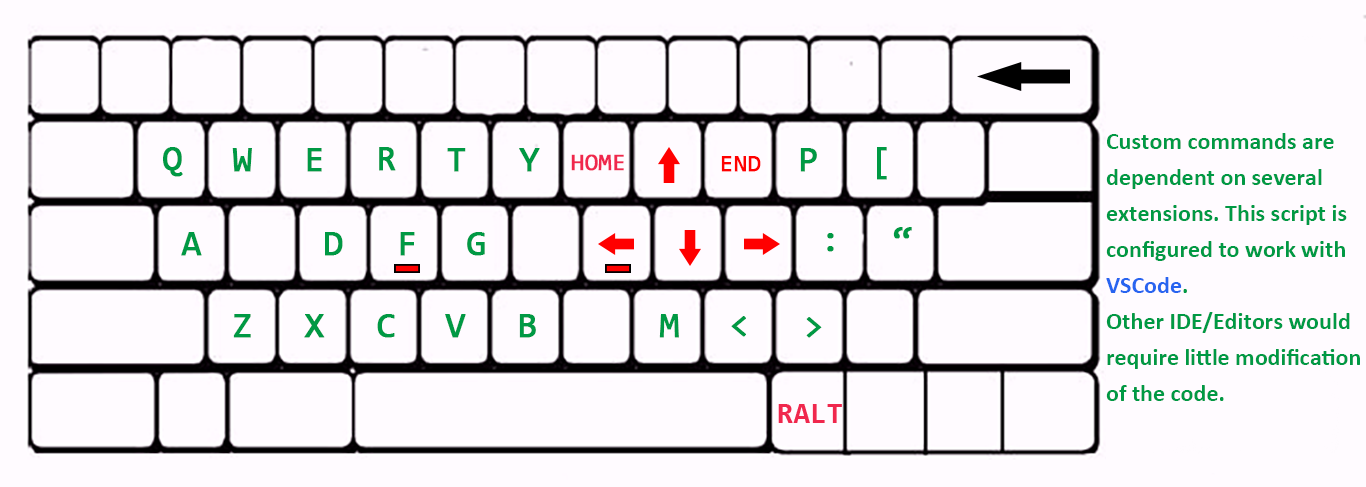 Q W E R T Y HOME END P [
A D F G : “
Z X C V B M < >
RALT
Custom commands are
dependent on several
extensions. This script is
configured to work with
VSCode.
Other IDE/Editors would
require little modification
of the code.